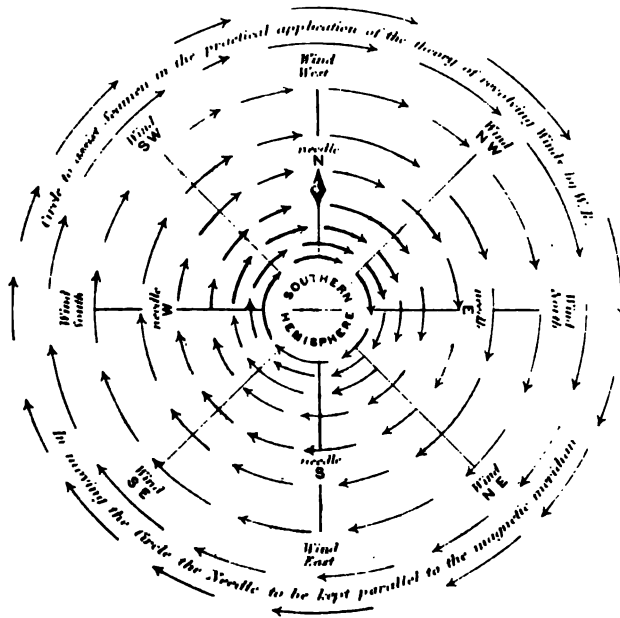 Circle to assist Seamen in the practical application of the theory of revolving Winds by W.R.
Wind
West
Wind
SW
Wind
NW
needle
N
SOUTHERN
HEMISPHERE
Wind
South
needle
W
needle
E
Wind
North
needle
S
Wind
SE
Wind
NE
Wind
East
In moving the Circle the Needle to be kept parallel to the magnetic meridian